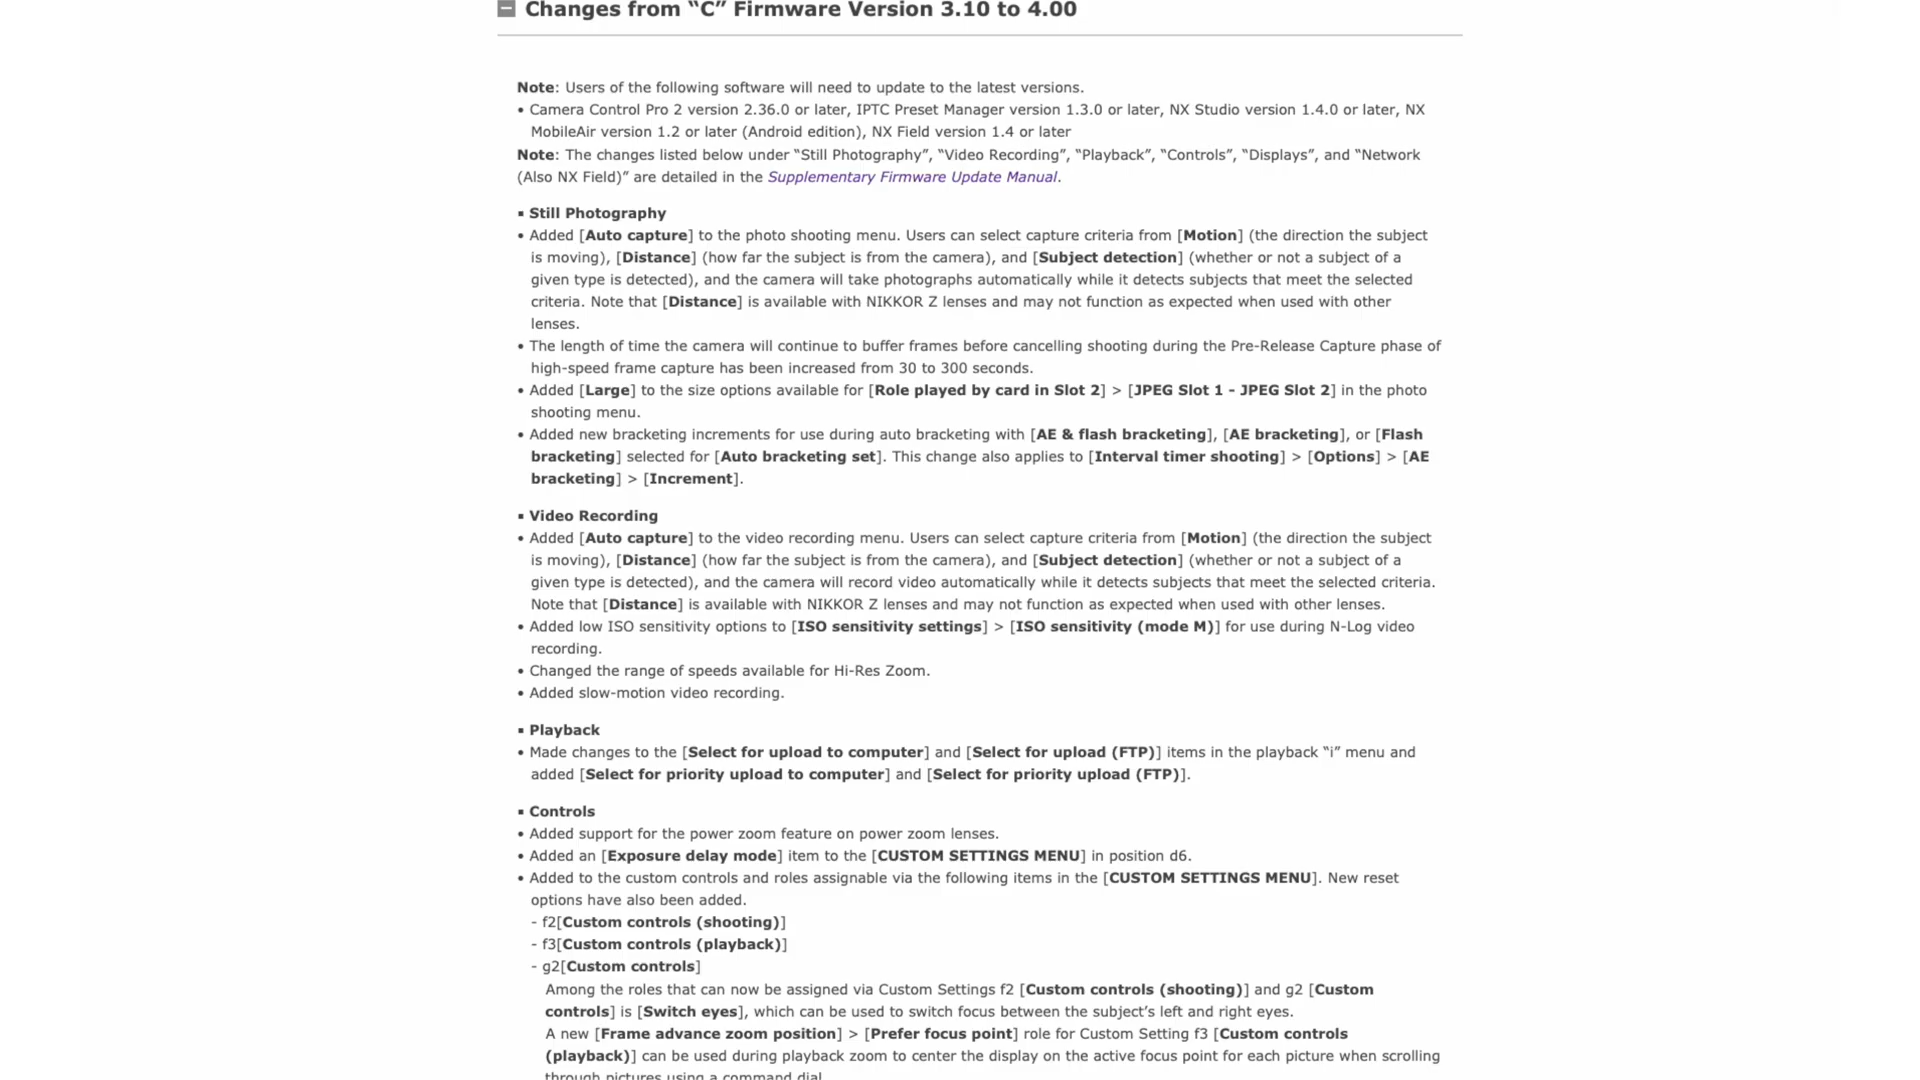 Changes from “C” Firmware Version 3.10 to 4.00
Note: Users of the following software will need to update to the latest versions.
• Camera Control Pro 2 version 2.36.0 or later, IPTC Preset Manager version 1.3.0 or later, NX Studio version 1.4.0 or later, NX
MobileAir version 1.2 or later (Android edition), NX Field version 1.4 or later
Note: The changes listed below under “Still Photography”, “Video Recording”, “Playback”, “Controls”, “Displays”, and “Network
(Also NX Field)” are detailed in the Supplementary Firmware Update Manual.
▪ Still Photography
• Added [Auto capture] to the photo shooting menu. Users can select capture criteria from [Motion] (the direction the subject
is moving), [Distance] (how far the subject is from the camera), and [Subject detection] (whether or not a subject of a
given type is detected), and the camera will take photographs automatically while it detects subjects that meet the selected
criteria. Note that [Distance] is available with NIKKOR Z lenses and may not function as expected when used with other
lenses.
• The length of time the camera will continue to buffer frames before cancelling shooting during the Pre-Release Capture phase of
high-speed frame capture has been increased from 30 to 300 seconds.
• Added [Large] to the size options available for [Role played by card in Slot 2] > [JPEG Slot 1 - JPEG Slot 2] in the photo
shooting menu.
• Added new bracketing increments for use during auto bracketing with [AE & flash bracketing], [AE bracketing], or [Flash
bracketing] selected for [Auto bracketing set]. This change also applies to [Interval timer shooting] > [Options] > [AE
bracketing] > [Increment].
▪ Video Recording
• Added [Auto capture] to the video recording menu. Users can select capture criteria from [Motion] (the direction the subject
is moving), [Distance] (how far the subject is from the camera), and [Subject detection] (whether or not a subject of a
given type is detected), and the camera will record video automatically while it detects subjects that meet the selected criteria.
Note that [Distance] is available with NIKKOR Z lenses and may not function as expected when used with other lenses.
• Added low ISO sensitivity options to [ISO sensitivity settings] > [ISO sensitivity (mode M)] for use during N-Log video
recording.
• Changed the range of speeds available for Hi-Res Zoom.
• Added slow-motion video recording.
▪ Playback
• Made changes to the [Select for upload to computer] and [Select for upload (FTP)] items in the playback “i” menu and
added [Select for priority upload to computer] and [Select for priority upload (FTP)].
▪ Controls
• Added support for the power zoom feature on power zoom lenses.
• Added an [Exposure delay mode] item to the [CUSTOM SETTINGS MENU] in position d6.
• Added to the custom controls and roles assignable via the following items in the [CUSTOM SETTINGS MENU]. New reset
options have also been added.
- f2[Custom controls (shooting)]
- f3[Custom controls (playback)]
- g2[Custom controls]
Among the roles that can now be assigned via Custom Settings f2 [Custom controls (shooting)] and g2 [Custom
controls] is [Switch eyes], which can be used to switch focus between the subject’s left and right eyes.
A new [Frame advance zoom position] > [Prefer focus point] role for Custom Setting f3 [Custom controls
(playback)] can be used during playback zoom to center the display on the active focus point for each picture when scrolling
through pictures using a command dial.